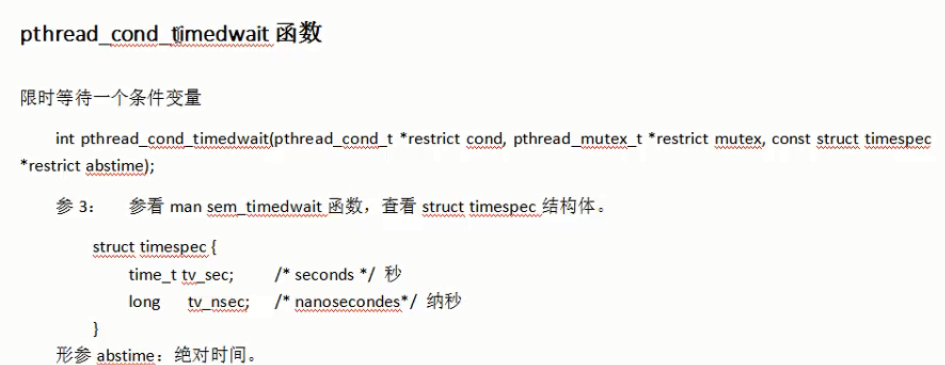 pthread_cond_timedwait 函数
限时等待一个条件变量
int pthread_cond_timedwait(pthread_cond_t *restrict cond, pthread_mutex_t *restrict mutex, const struct timespec
*restrict abstime);
参 3： 参看 man sem_timedwait 函数，查看 struct timespec 结构体。
struct timespec {
time_t tv_sec; /* seconds */ 秒
long tv_nsec; /* nanosecondes*/ 纳秒
}
形参 abstime：绝对时间。